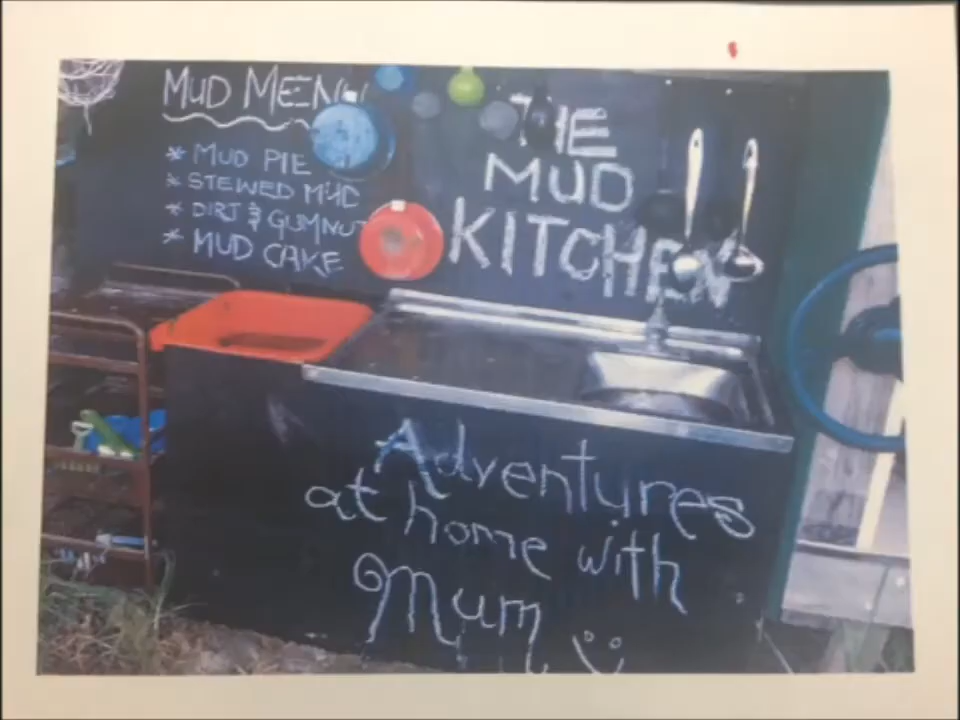 MUD MENU
* MUD PIE
* STEWED MUD
* DIRT & GUMNUT
* MUD CAKE
THE
MUD
KITCHEN
Adventures
at home with
Mum